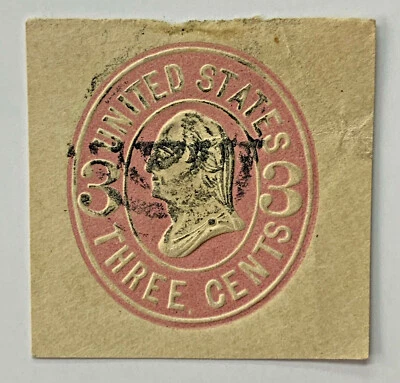 UNITED STATES
3 3
THREE CENTS